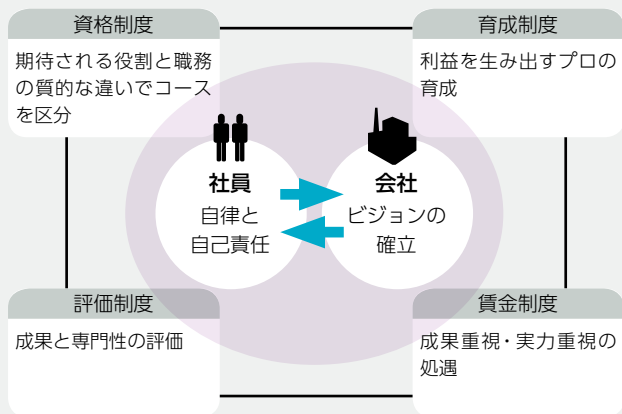 資格制度
期待される役割と職務
の質的な違いでコース
を区分
育成制度
利益を生み出すプロの
育成
社員
自律と
自己責任
会社
ビジョンの
確立
評価制度
成果と専門性の評価
賃金制度
成果重視・実力重視の
処遇